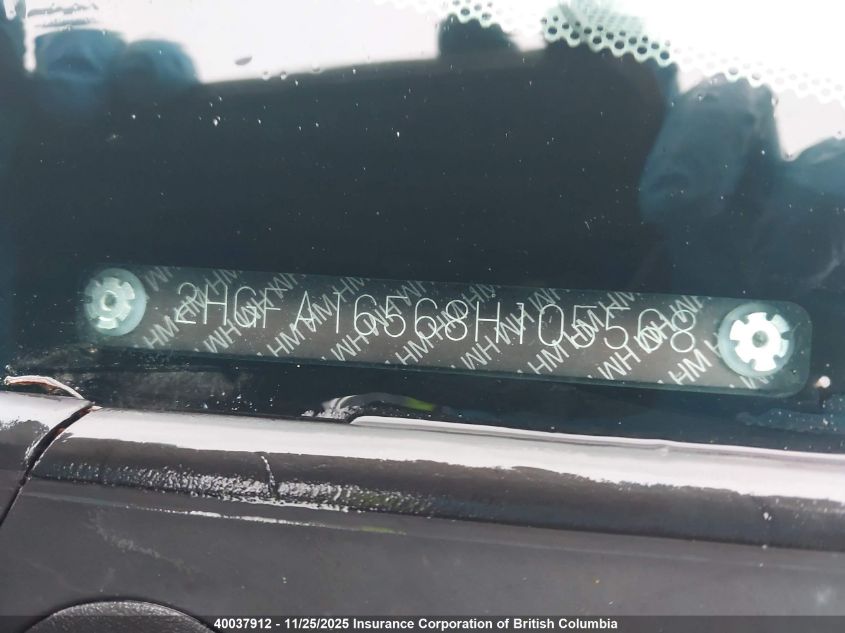 2HGFA16568H105568
40037912 - 11/25/2025 Insurance Corporation of British Columbia